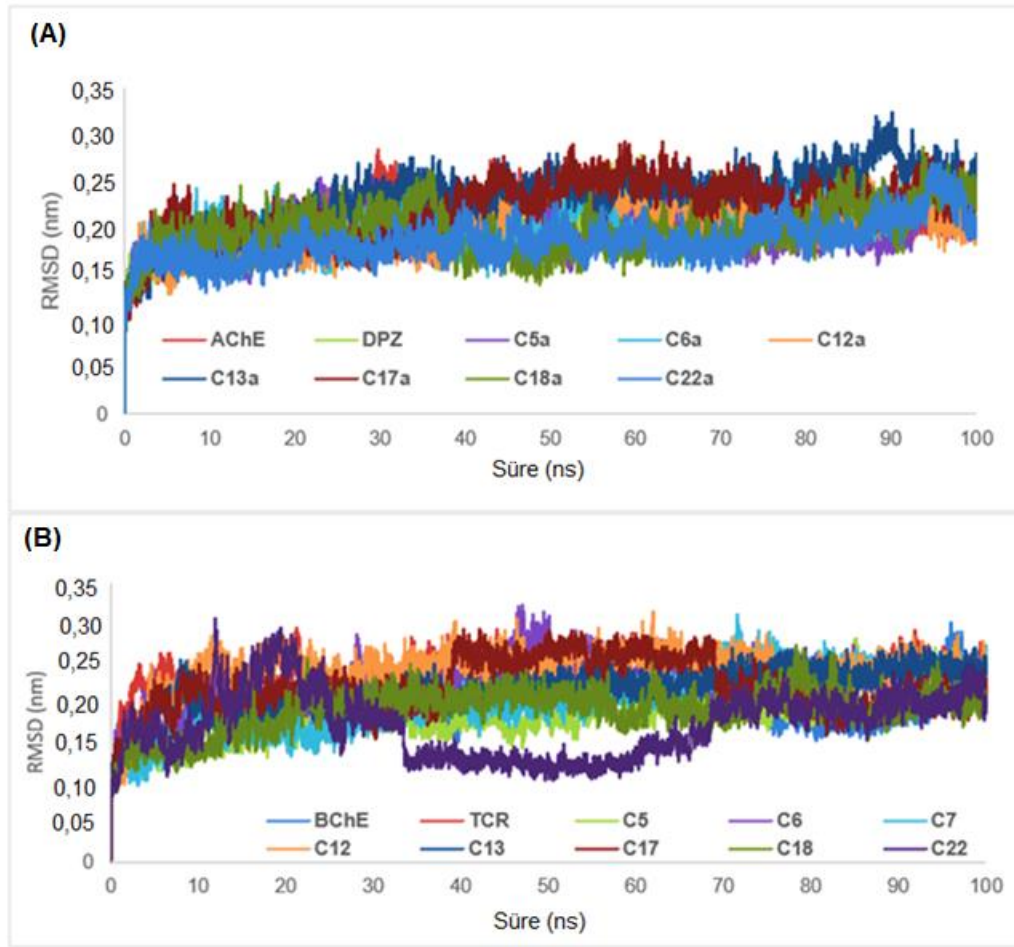 (A)
0,35
0,30
0,25
0,20
0,15
0,10
0,05
0
RMSD (nm)
AChE DPZ C5a C6a C12a
C13a C17a C18a C22a
0 10 20 30 40 50 60 70 80 90 100
Süre (ns)
(B)
0,35
0,30
0,25
0,20
0,15
0,10
0,05
0
RMSD (nm)
BChE TCR C5 C6 C7
C12 C13 C17 C18 C22
0 10 20 30 40 50 60 70 80 90 100
Süre (ns)